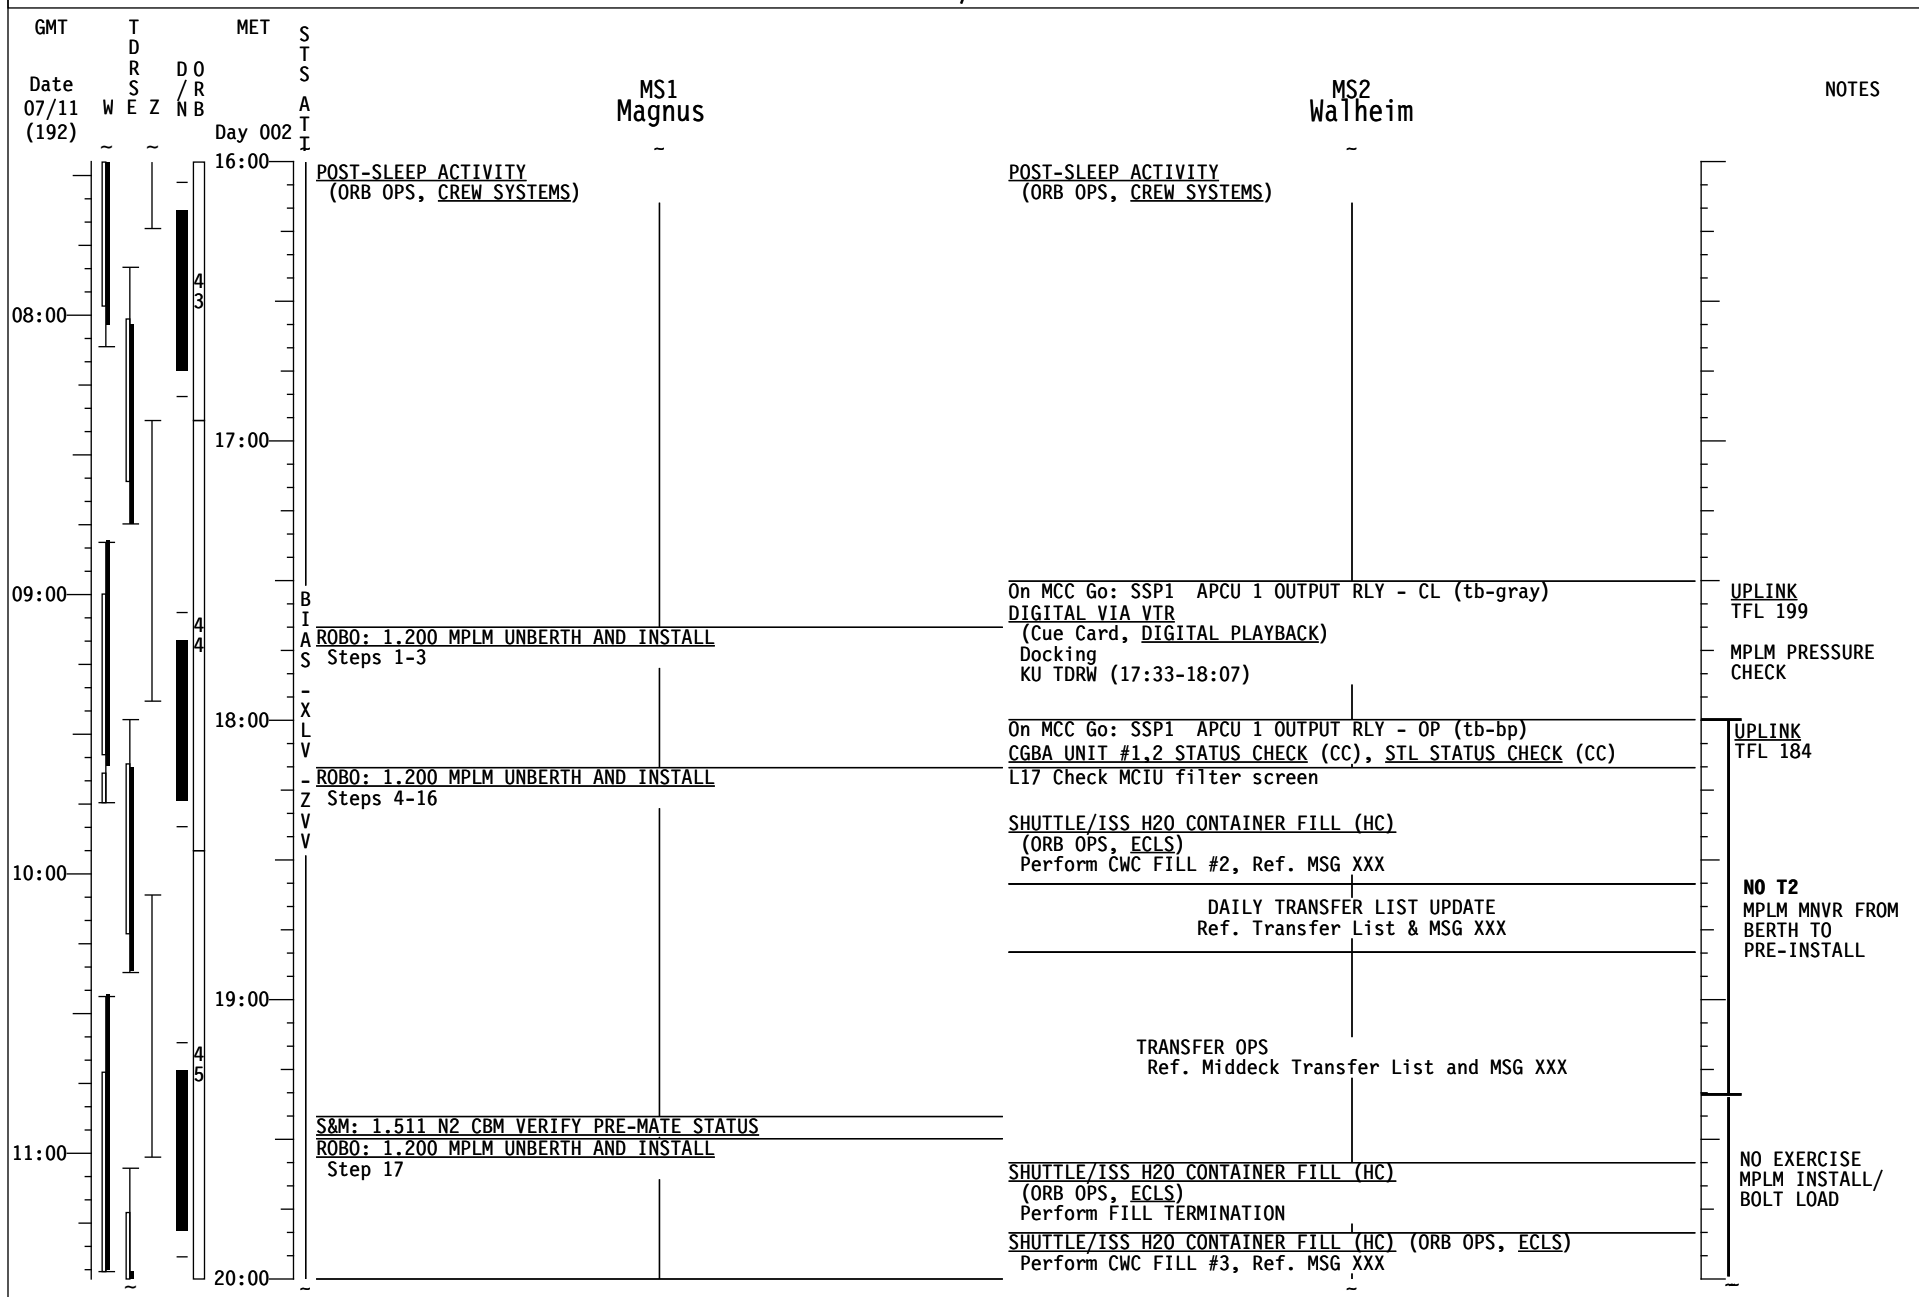 GMT
TDRS
MET
STS ATT
Date
07/11
(192)
W E Z
D/N
ORB
Day 002
MS1
Magnus
MS2
Walheim
NOTES
16:00
17:00
18:00
19:00
20:00
08:00
09:00
10:00
11:00
43
44
45
BIAS -XLV -ZVV
POST-SLEEP ACTIVITY
(ORB OPS, CREW SYSTEMS)
ROBO: 1.200 MPLM UNBERTH AND INSTALL
Steps 1-3
ROBO: 1.200 MPLM UNBERTH AND INSTALL
Steps 4-16
S&M: 1.511 N2 CBM VERIFY PRE-MATE STATUS
ROBO: 1.200 MPLM UNBERTH AND INSTALL
Step 17
POST-SLEEP ACTIVITY
(ORB OPS, CREW SYSTEMS)
On MCC Go: SSP1 APCU 1 OUTPUT RLY - CL (tb-gray)
DIGITAL VIA VTR
(Cue Card, DIGITAL PLAYBACK)
Docking
KU TDRW (17:33-18:07)
On MCC Go: SSP1 APCU 1 OUTPUT RLY - OP (tb-bp)
CGBA UNIT #1,2 STATUS CHECK (CC), STL STATUS CHECK (CC)
L17 Check MCIU filter screen
SHUTTLE/ISS H2O CONTAINER FILL (HC)
(ORB OPS, ECLS)
Perform CWC FILL #2, Ref. MSG XXX
DAILY TRANSFER LIST UPDATE
Ref. Transfer List & MSG XXX
TRANSFER OPS
Ref. Middeck Transfer List and MSG XXX
SHUTTLE/ISS H2O CONTAINER FILL (HC)
(ORB OPS, ECLS)
Perform FILL TERMINATION
SHUTTLE/ISS H2O CONTAINER FILL (HC) (ORB OPS, ECLS)
Perform CWC FILL #3, Ref. MSG XXX
UPLINK
TFL 199
MPLM PRESSURE
CHECK
UPLINK
TFL 184
NO T2
MPLM MNVR FROM
BERTH TO
PRE-INSTALL
NO EXERCISE
MPLM INSTALL/
BOLT LOAD